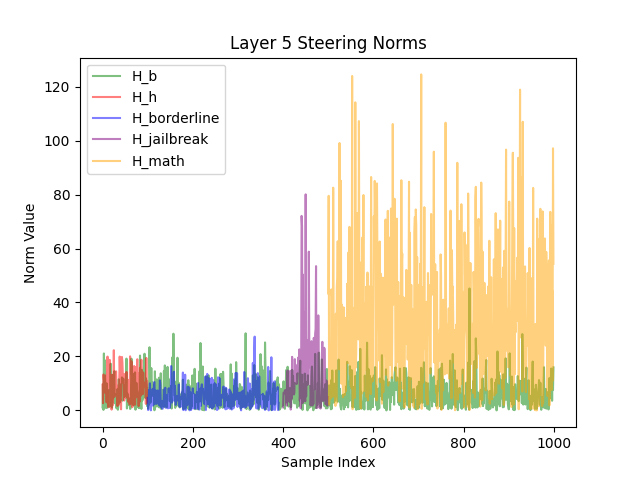 Layer 5 Steering Norms
H_b
H_h
H_borderline
H_jailbreak
H_math
Norm Value
120
100
80
60
40
20
0
0 200 400 600 800 1000
Sample Index